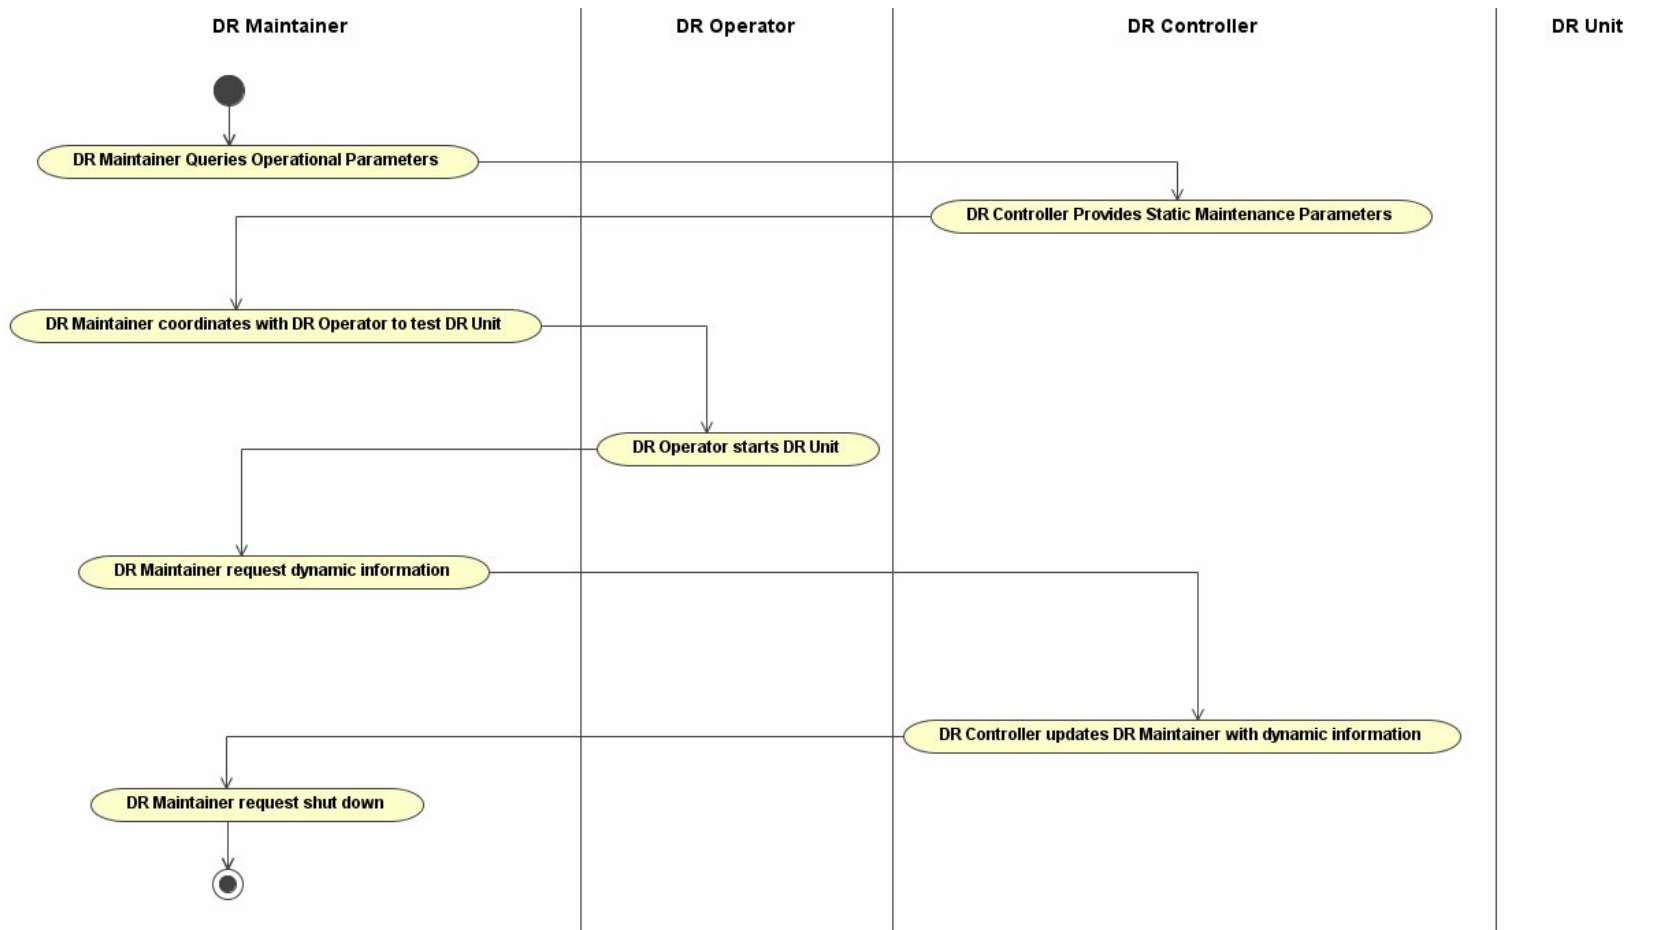 DR Maintainer
DR Operator
DR Controller
DR Unit
DR Maintainer Queries Operational Parameters
DR Controller Provides Static Maintenance Parameters
DR Maintainer coordinates with DR Operator to test DR Unit
DR Operator starts DR Unit
DR Maintainer request dynamic information
DR Controller updates DR Maintainer with dynamic information
DR Maintainer request shut down